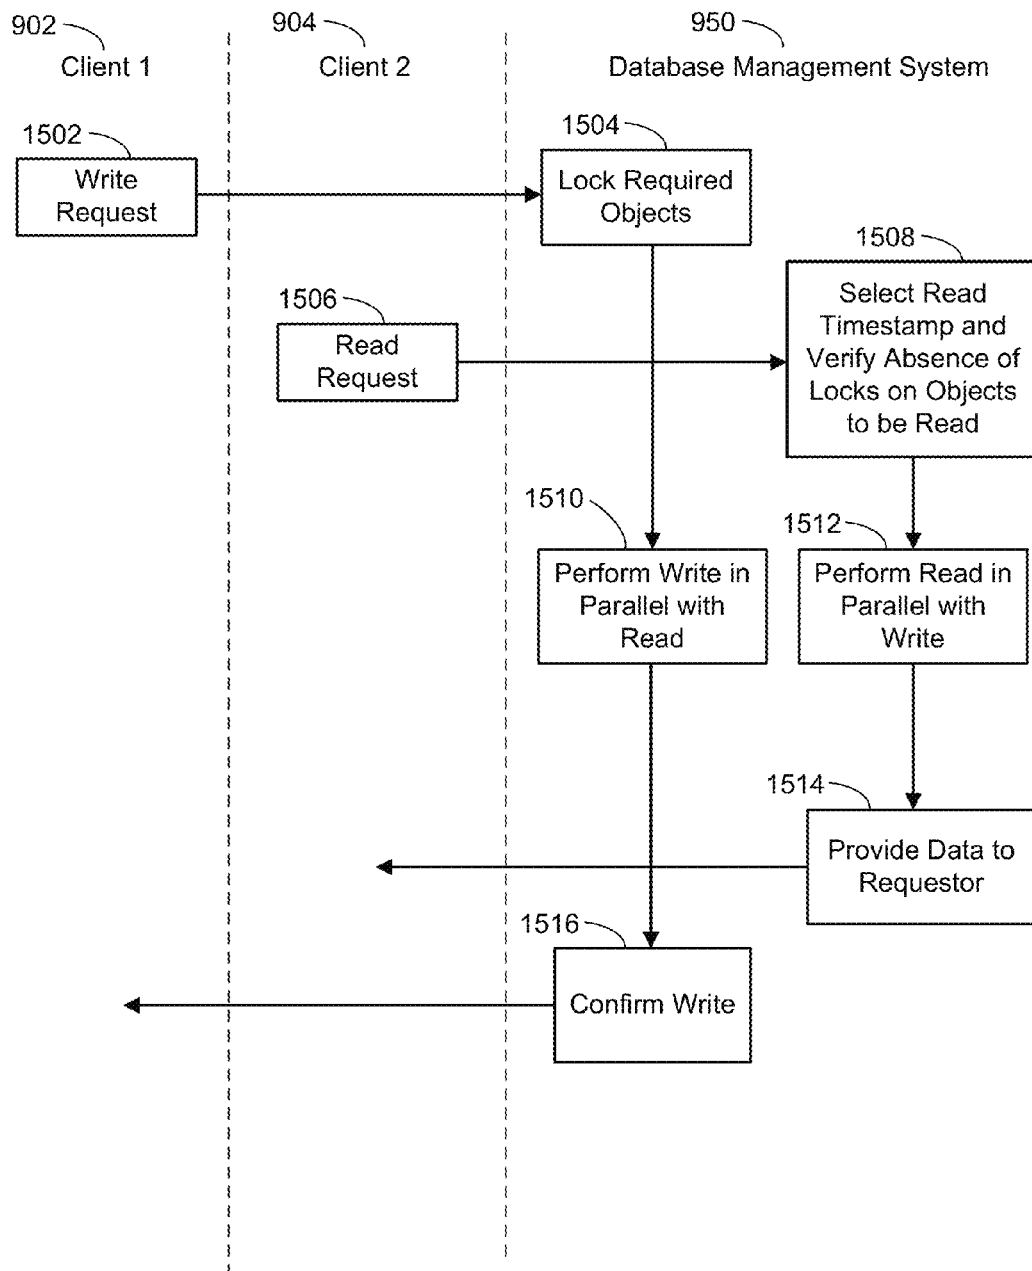 902
904
950
Client 1
Client 2
Database Management System
1502
1504
Write
Request
Lock Required
Objects
1506
1508
Read
Request
Select Read
Timestamp and
Verify Absence of
Locks on Objects
to be Read
1510
1512
Perform Write in
Parallel with
Read
Perform Read in
Parallel with
Write
1514
Provide Data to
Requestor
1516
Confirm Write